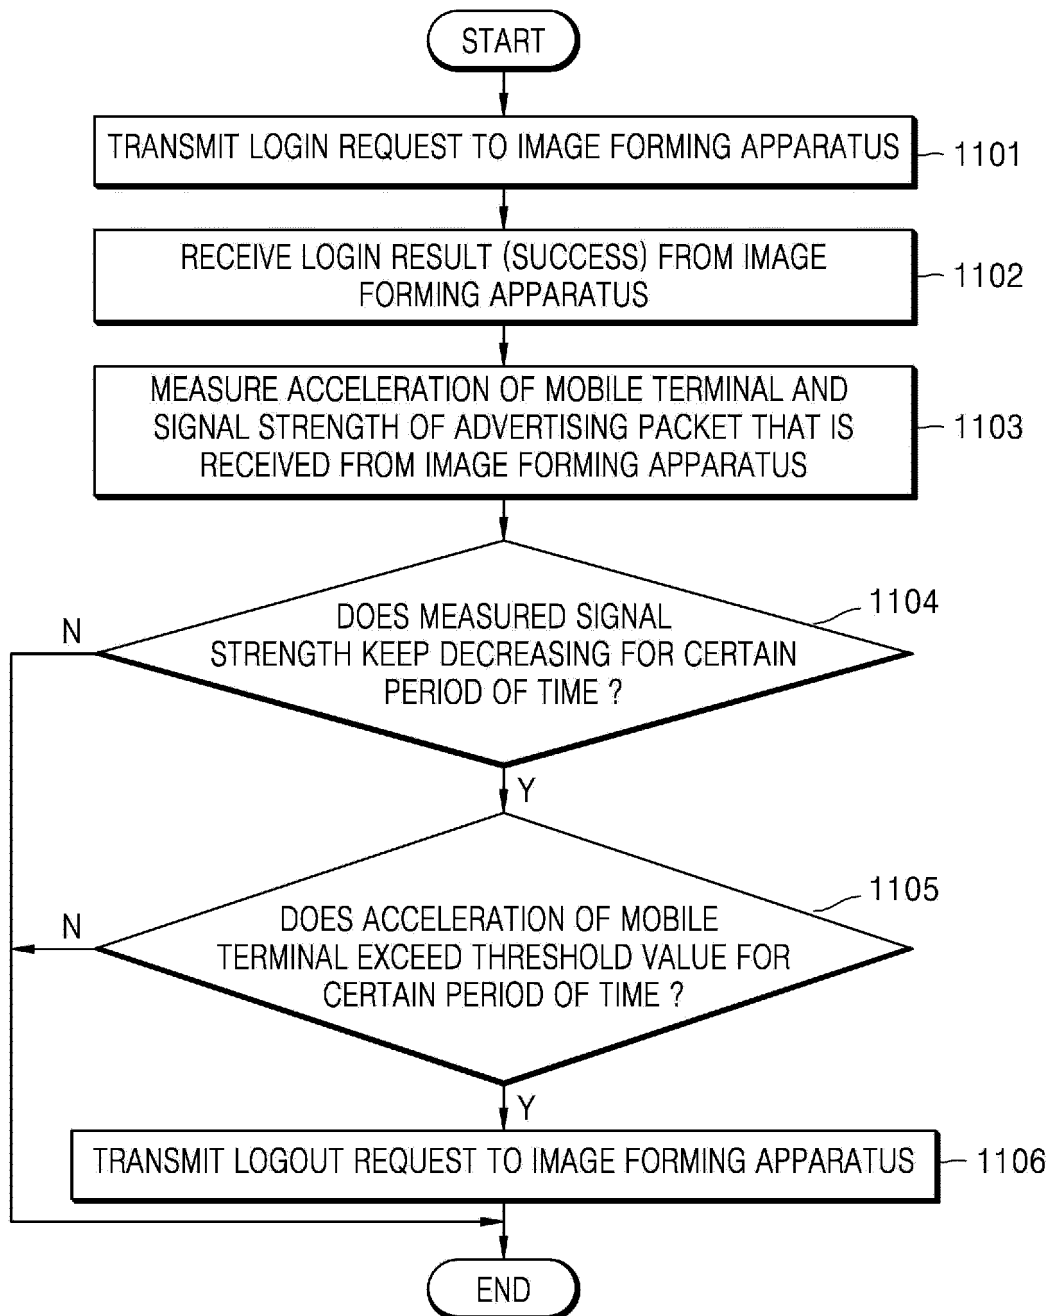 START
TRANSMIT LOGIN REQUEST TO IMAGE FORMING APPARATUS
1101
RECEIVE LOGIN RESULT (SUCCESS) FROM IMAGE
FORMING APPARATUS
1102
MEASURE ACCELERATION OF MOBILE TERMINAL AND
SIGNAL STRENGTH OF ADVERTISING PACKET THAT IS
RECEIVED FROM IMAGE FORMING APPARATUS
1103
1104
N
DOES MEASURED SIGNAL
STRENGTH KEEP DECREASING FOR CERTAIN
PERIOD OF TIME ?
Y
1105
N
DOES ACCELERATION OF MOBILE
TERMINAL EXCEED THRESHOLD VALUE FOR
CERTAIN PERIOD OF TIME ?
Y
TRANSMIT LOGOUT REQUEST TO IMAGE FORMING APPARATUS
1106
END